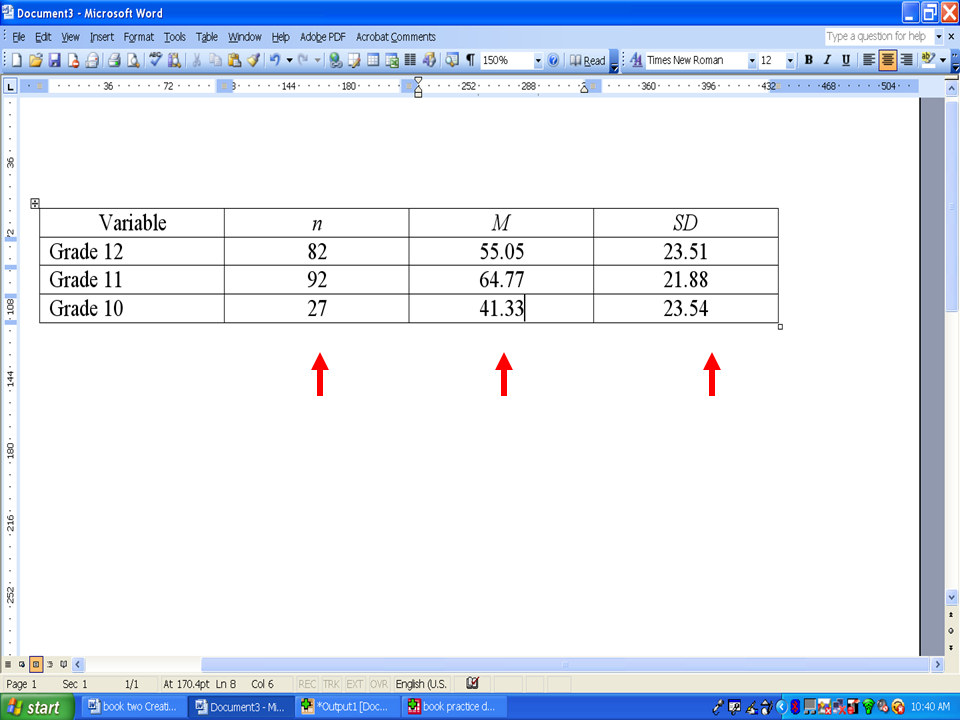 Document3 - Microsoft Word
File Edit View Insert Format Tools Table Window Help Adobe PDF Acrobat Comments Type a question for help
150% Read Times New Roman 12 B I U
L 36 72 144 180 252 288 360 396 432 468 504
36
72
108
144
180
216
252
Variable n M SD
Grade 12 82 55.05 23.51
Grade 11 92 64.77 21.88
Grade 10 27 41.33 23.54
Page 1 Sec 1 1/1 At 170.4pt Ln 8 Col 6 REC TRK EXT OVR English (U.S.
start book two Creati... Document3 - Mi... *Output1 [Doc... book practice d... 10:40 AM